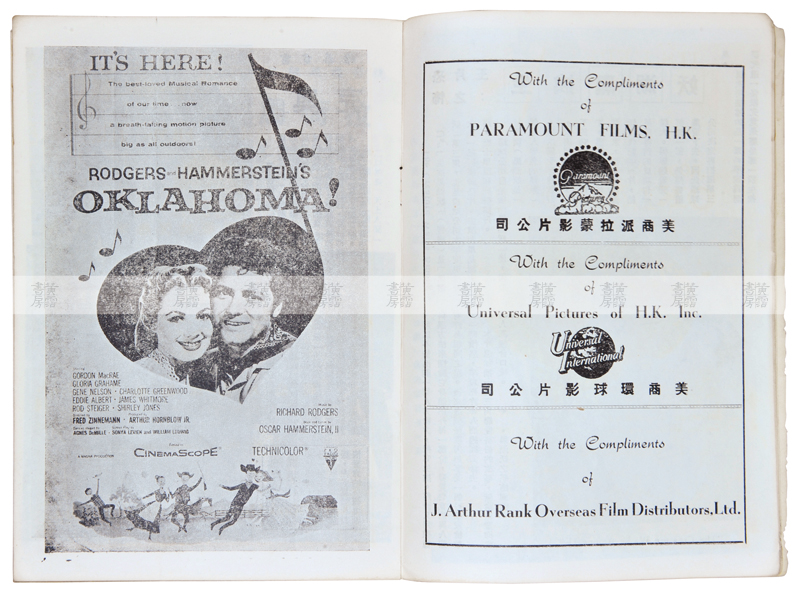 IT'S HERE!
The best-loved Musical Romance
of our time...now
a breath-taking motion picture
big as all outdoors!
RODGERS AND HAMMERSTEIN'S
OKLAHOMA!
GORDON MacRAE
GLORIA GRAHAME
GENE NELSON · CHARLOTTE GREENWOOD
EDDIE ALBERT · JAMES WHITMORE
ROD STEIGER · SHIRLEY JONES
FRED ZINNEMANN · ARTHUR HORNBLOW JR.
AGNES DeMILLE · SONYA LEVIEN and WILLIAM LUDWIG
RICHARD RODGERS
OSCAR HAMMERSTEIN, II
CINEMASCOPE
TECHNICOLOR
With the Compliments
of
PARAMOUNT FILMS, H.K.
Paramount
司公片影蒙拉派商美
With the Compliments
of
Universal Pictures of H.K. Inc.
Universal
International
司公片影球環商美
With the Compliments
of
J. Arthur Rank Overseas Film Distributors, Ltd.